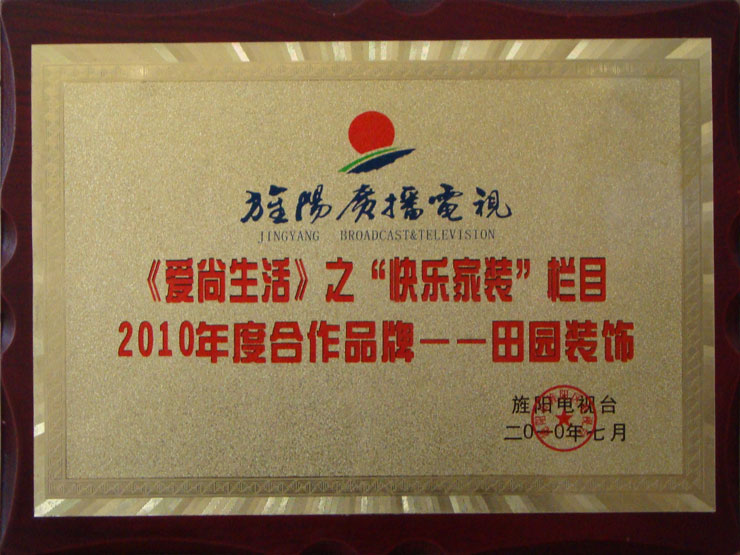 旌陽廣播電視
JINGYANG BROADCAST&TELEVISION
《爱尚生活》之“快乐家装”栏目
2010年度合作品牌——田园装饰
旌阳电视台
二0一0年七月